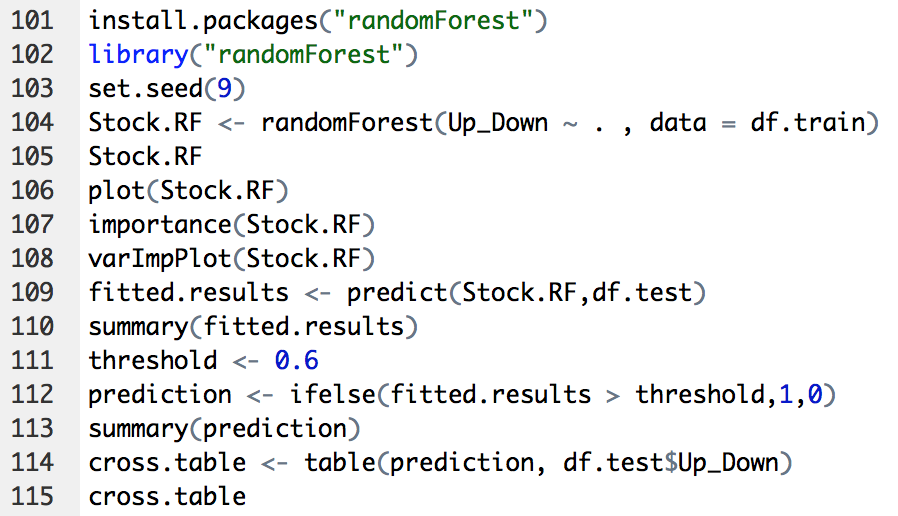 101 install.packages("randomForest")
102 library("randomForest")
103 set.seed(9)
104 Stock.RF <- randomForest(Up_Down ~ . , data = df.train)
105 Stock.RF
106 plot(Stock.RF)
107 importance(Stock.RF)
108 varImpPlot(Stock.RF)
109 fitted.results <- predict(Stock.RF,df.test)
110 summary(fitted.results)
111 threshold <- 0.6
112 prediction <- ifelse(fitted.results > threshold,1,0)
113 summary(prediction)
114 cross.table <- table(prediction, df.test$Up_Down)
115 cross.table